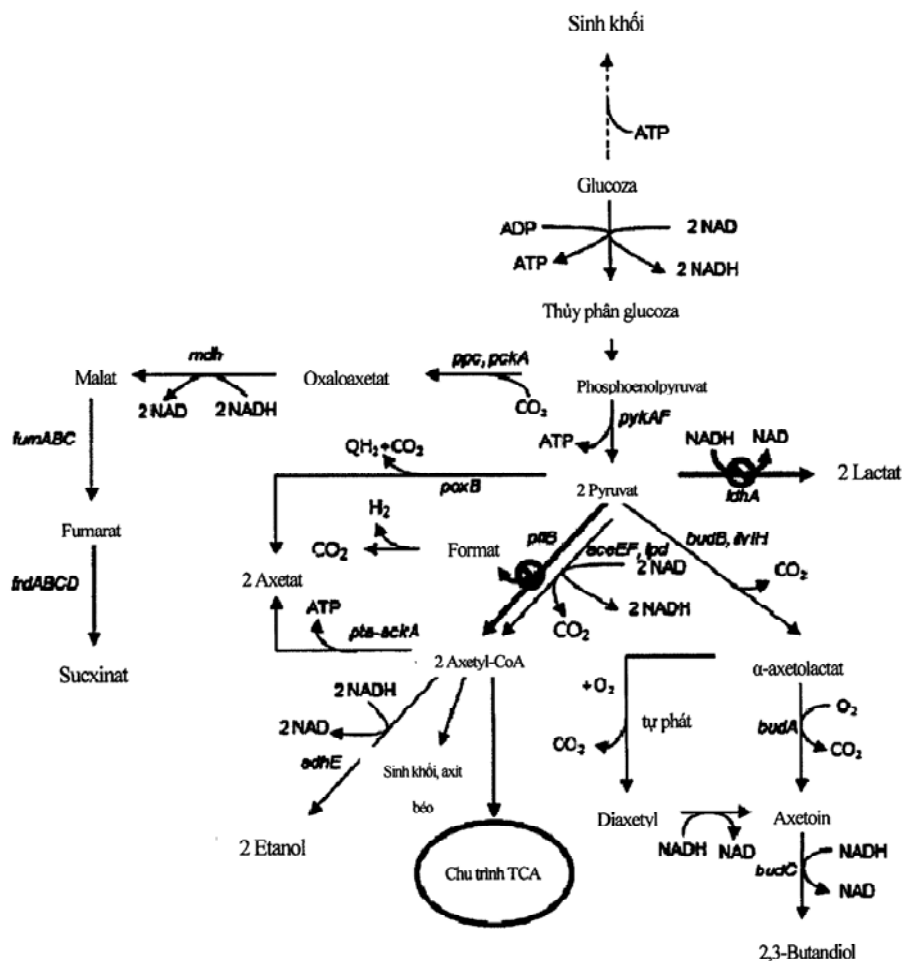 Sinh khối
ATP
Glucoza
ADP
2 NAD
ATP
2 NADH
Thủy phân glucoza
mdh
ppc, pckA
Malat
Oxaloaxetat
Phosphoenolpyruvat
2 NAD
2 NADH
CO2
fumABC
ATP
pykAF
QH2+CO2
NADH
NAD
poxB
2 Pyruvat
2 Lactat
ldhA
H2
Fumarat
CO2
Format
pflB
aceEF, lpd
budB, ilvIH
2 Axetat
2 NAD
CO2
frdABCD
ATP
2 NADH
CO2
pta-ackA
Sucxinat
2 Axetyl-CoA
α-axetolactat
2 NADH
+ O2
2 NAD
tự phát
budA
O2
CO2
CO2
adhE
Sinh khối, axit
béo
2 Etanol
Diaxetyl
Axetoin
NADH
NAD
NADH
Chu trình TCA
budC
NAD
2,3-Butandiol